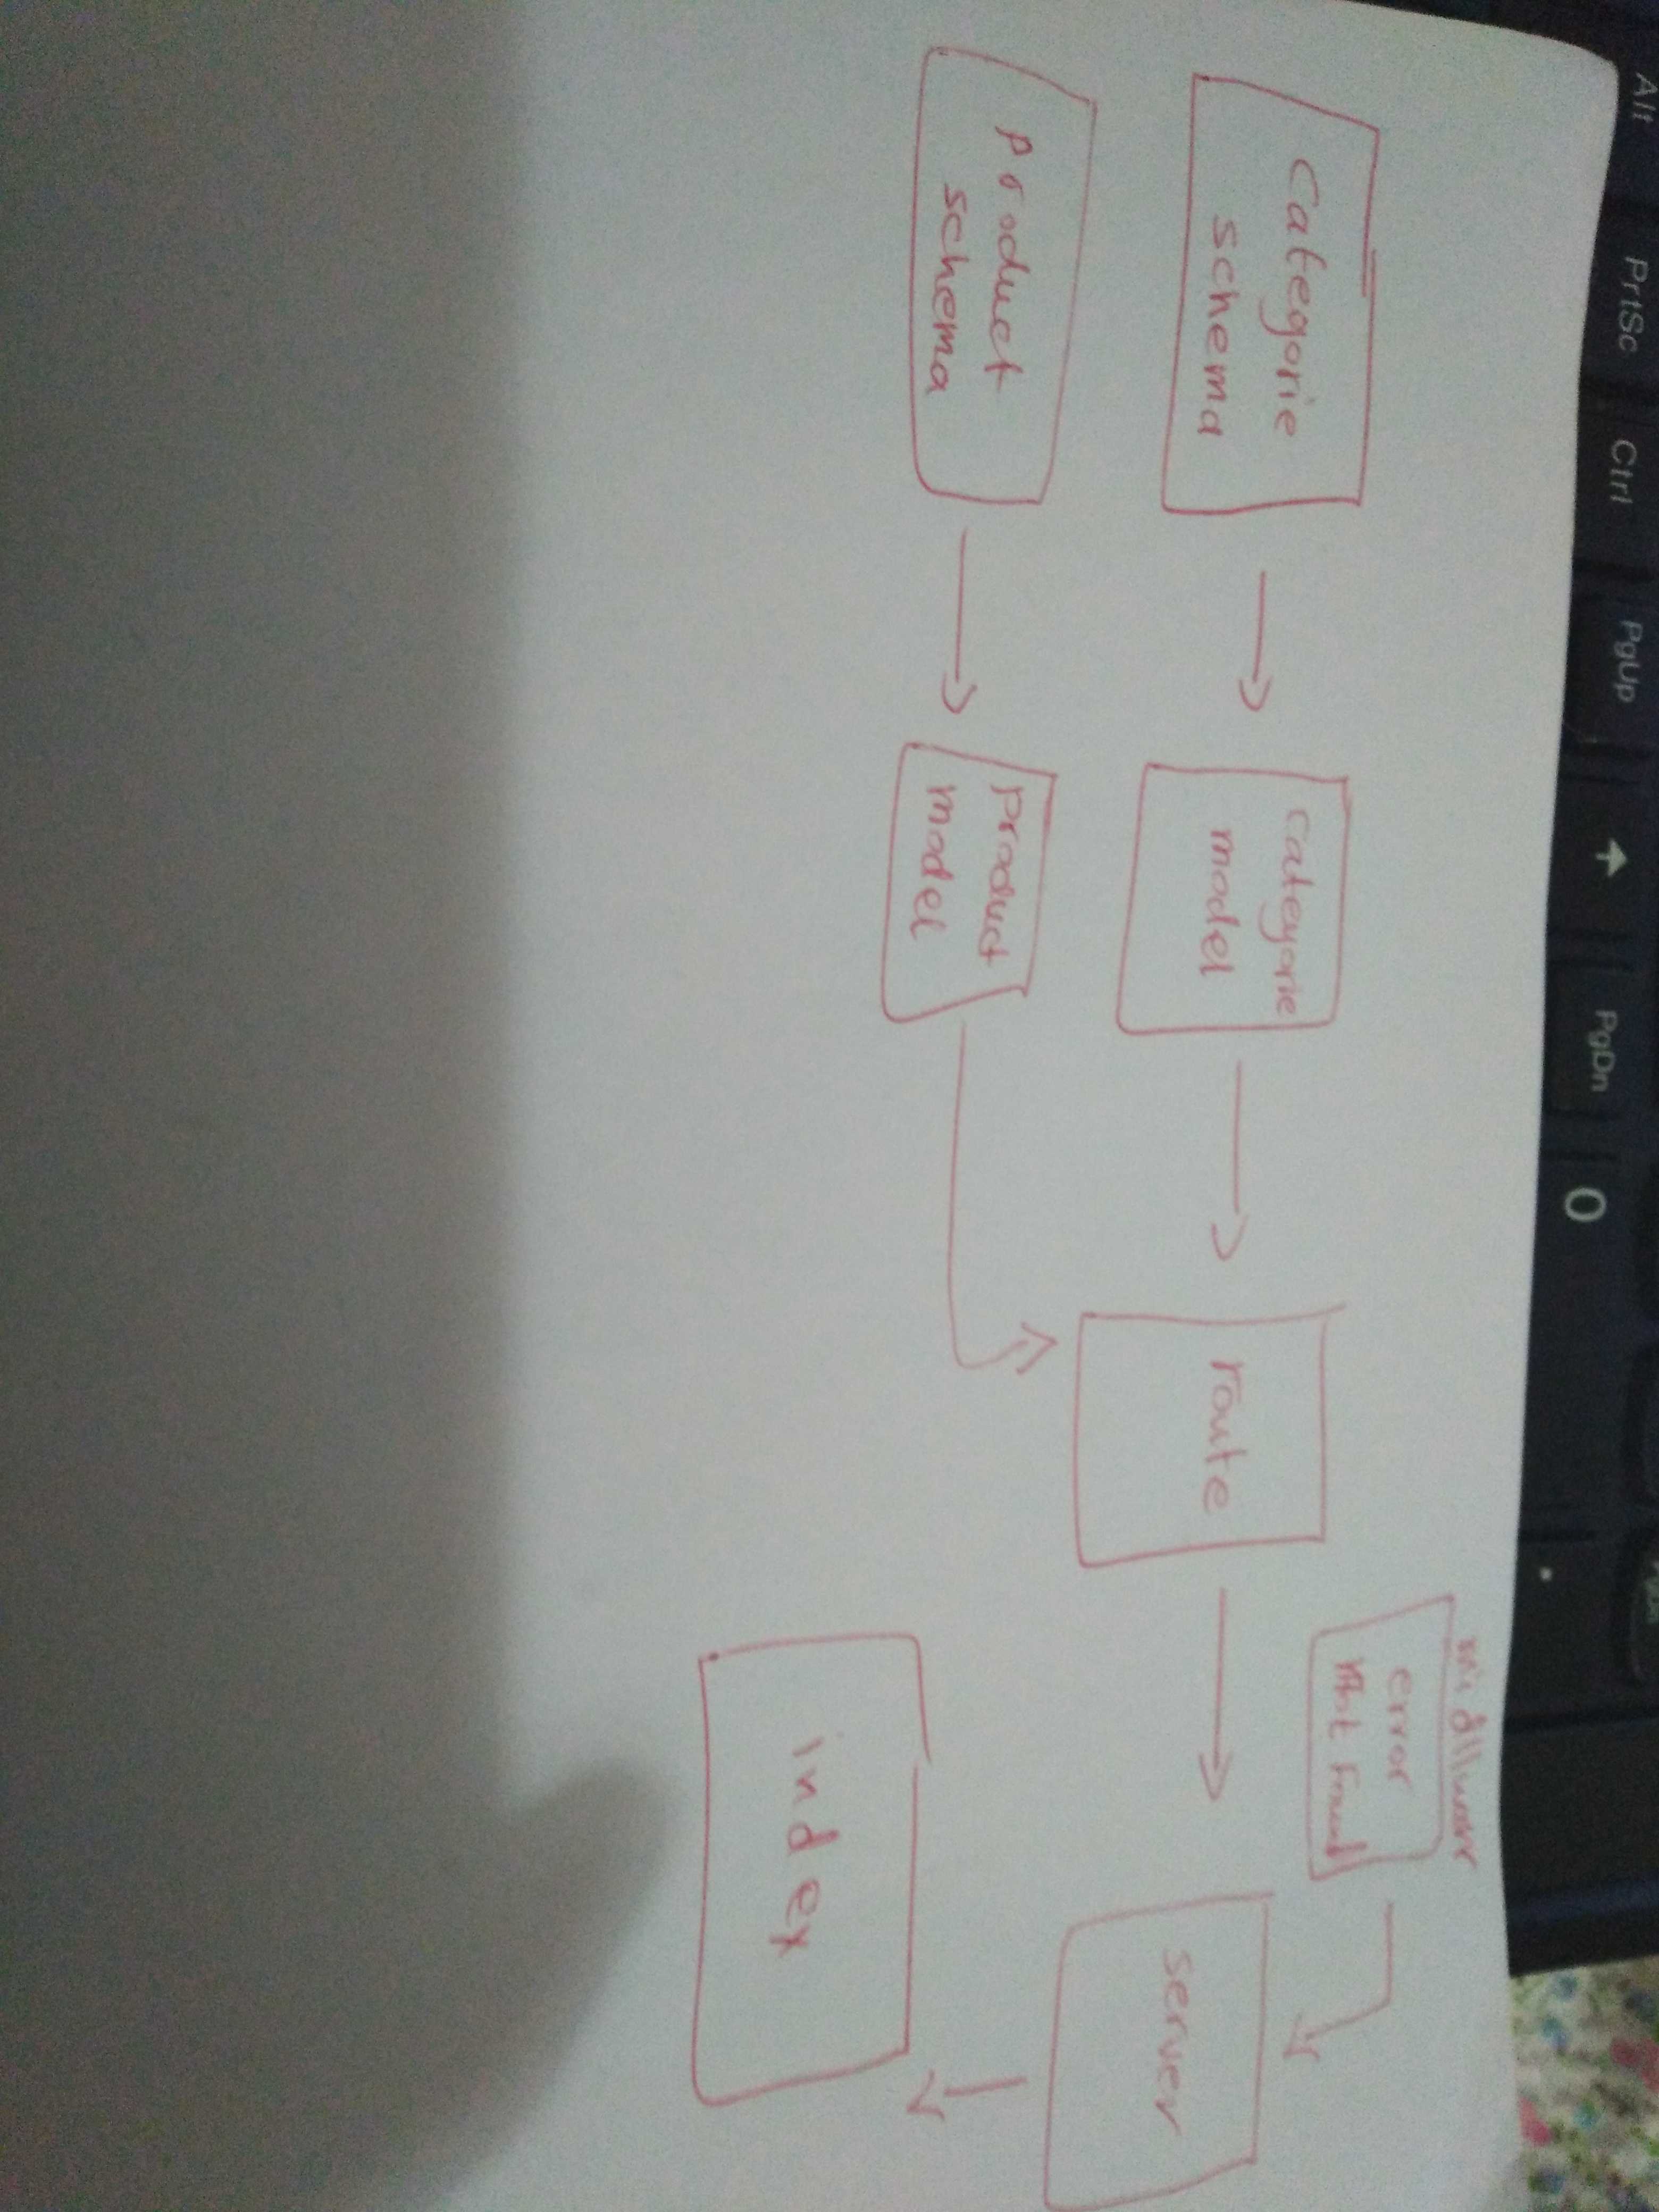 Categorie
schema
categorie
model
route
midllware
error
Not Found
server
product
schema
product
model
index
Alt
PrtSc
Ctrl
PgUp
PgDn
0
.